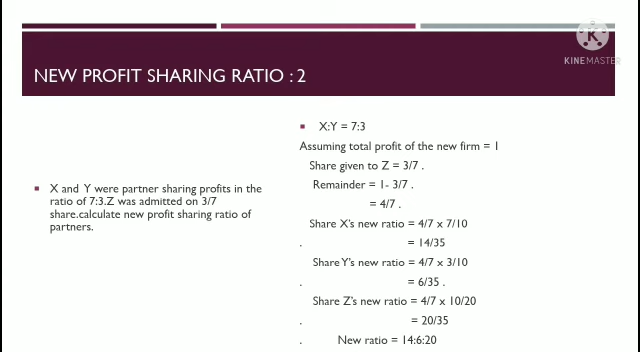 KINEMASTER
NEW PROFIT SHARING RATIO : 2
X and Y were partner sharing profits in the
ratio of 7:3.Z was admitted on 3/7
share.calculate new profit sharing ratio of
partners.
X:Y = 7:3
Assuming total profit of the new firm = 1
Share given to Z = 3/7 .
Remainder = 1- 3/7 .
= 4/7 .
Share X's new ratio = 4/7 x 7/10
. = 14/35
Share Y's new ratio = 4/7 x 3/10
. = 6/35 .
Share Z's new ratio = 4/7 x 10/20
. = 20/35
. New ratio = 14:6:20